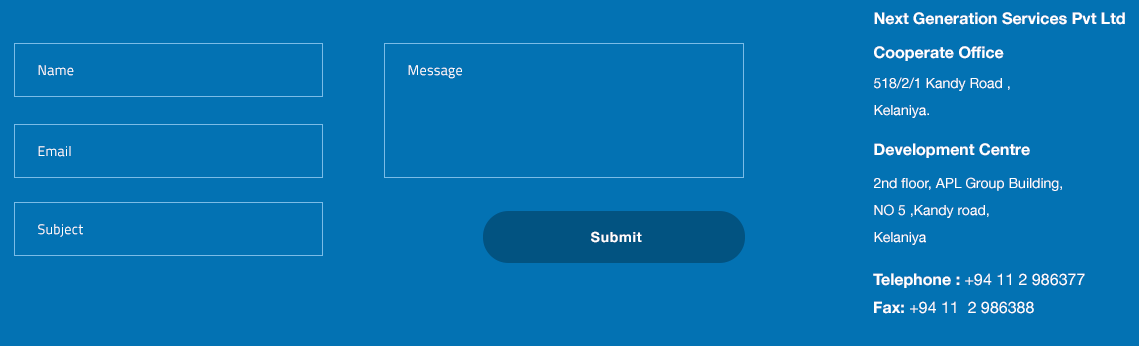 Name
Email
Subject
Message
Submit
Next Generation Services Pvt Ltd
Cooperate Office
518/2/1 Kandy Road ,
Kelaniya.
Development Centre
2nd floor, APL Group Building,
NO 5 ,Kandy road,
Kelaniya
Telephone : +94 11 2 986377
Fax: +94 11  2 986388